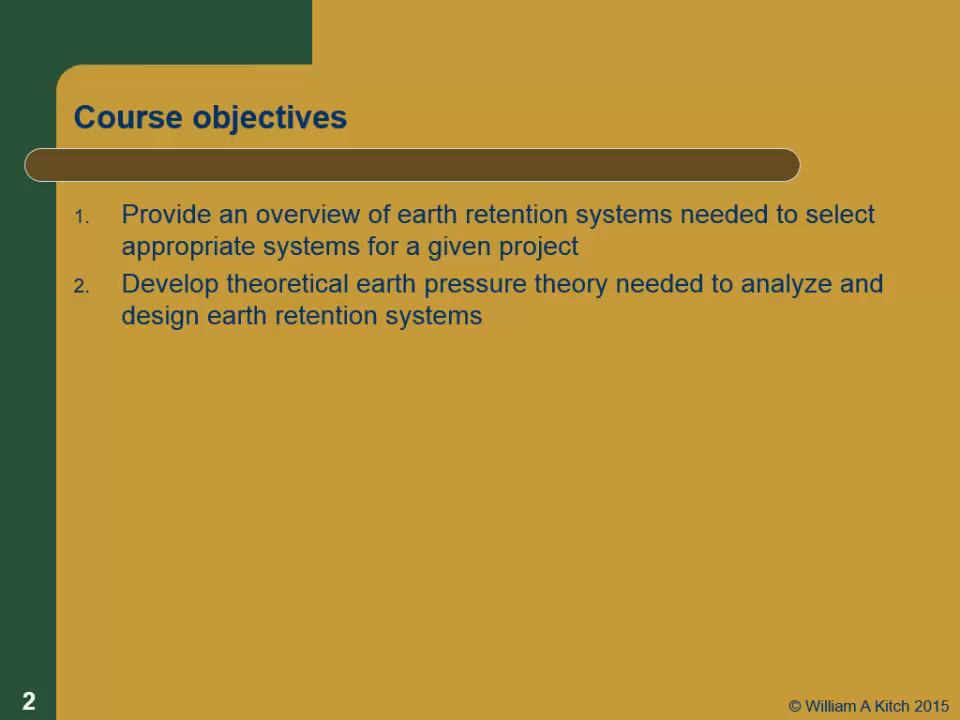 Course objectives
1. Provide an overview of earth retention systems needed to select
appropriate systems for a given project
2. Develop theoretical earth pressure theory needed to analyze and
design earth retention systems
2
© William A Kitch 2015